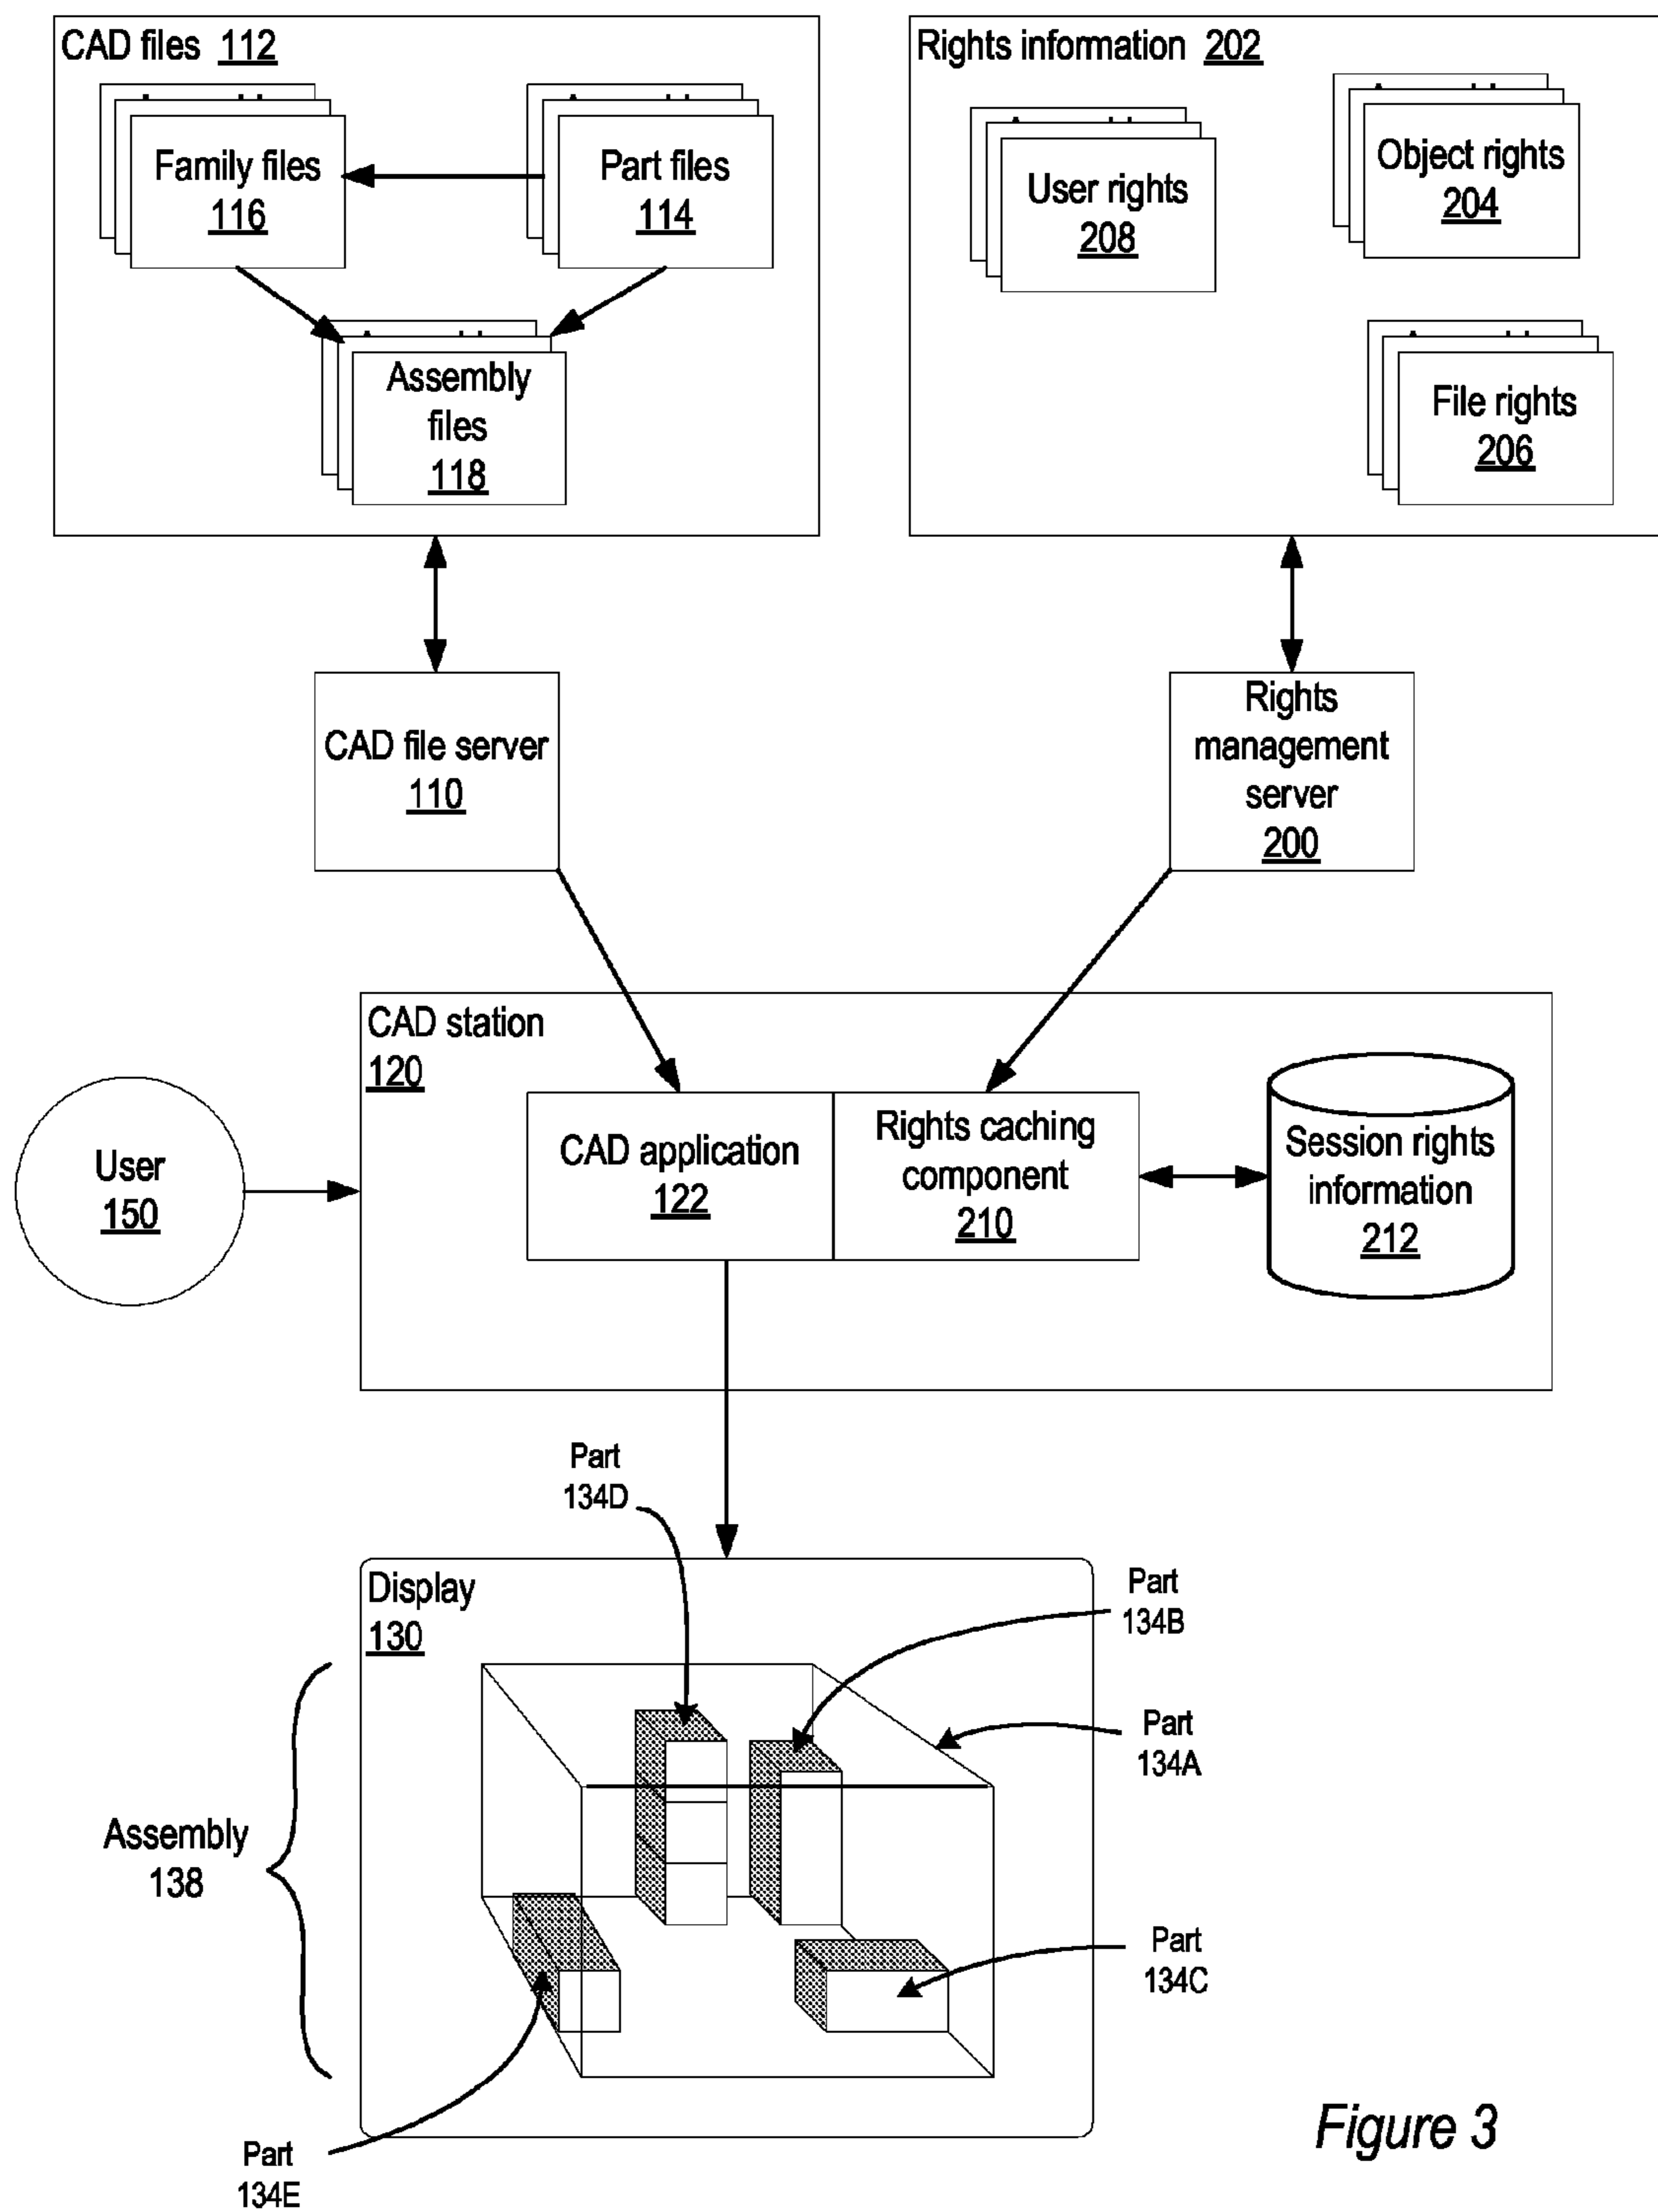 CAD files 112
Family files
116
Part files
114
Assembly
files
118
Rights information 202
User rights
208
Object rights
204
File rights
206
CAD file server
110
Rights
management
server
200
CAD station
120
User
150
CAD application
122
Rights caching
component
210
Session rights
information
212
Part
134D
Display
130
Part
134B
Part
134A
Assembly
138
Part
134C
Part
134E
Figure 3